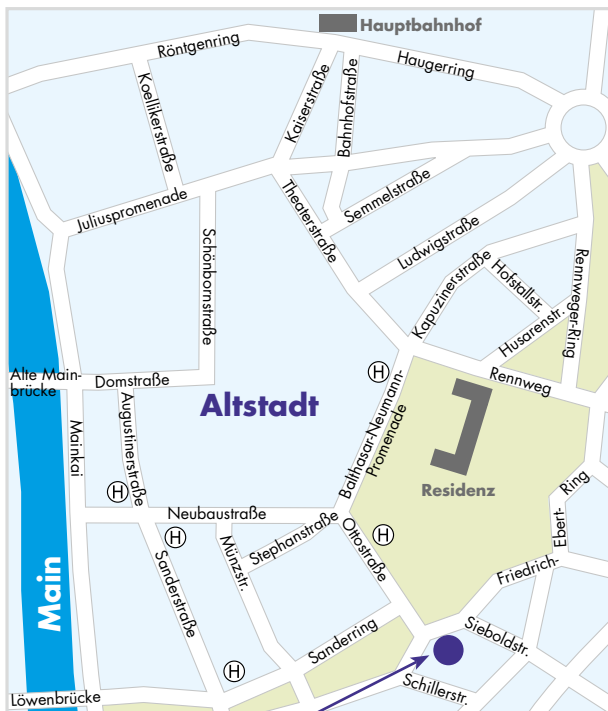 Hauptbahnhof
Röntgenring
Haugerring
Koellikerstraße
Kaiserstraße
Bahnhofstraße
Juliuspromenade
Theaterstraße
Semmelstraße
Schönbornstraße
Ludwigstraße
Kapuzinerstraße
Hofstallstr.
Rennweger-Ring
Husarenstr.
Alte Main-
brücke
Domstraße
H
Rennweg
Altstadt
Augustinerstraße
Mainkai
Balthasar-Neumann-
Promenade
Residenz
H
Neubaustraße
H
H
Ottostraße
Ebert-
Ring
Stephanstraße
Münzstr.
Sanderstraße
Friedrich-
Main
Sanderring
Sieboldstr.
H
Schillerstr.
Löwenbrücke